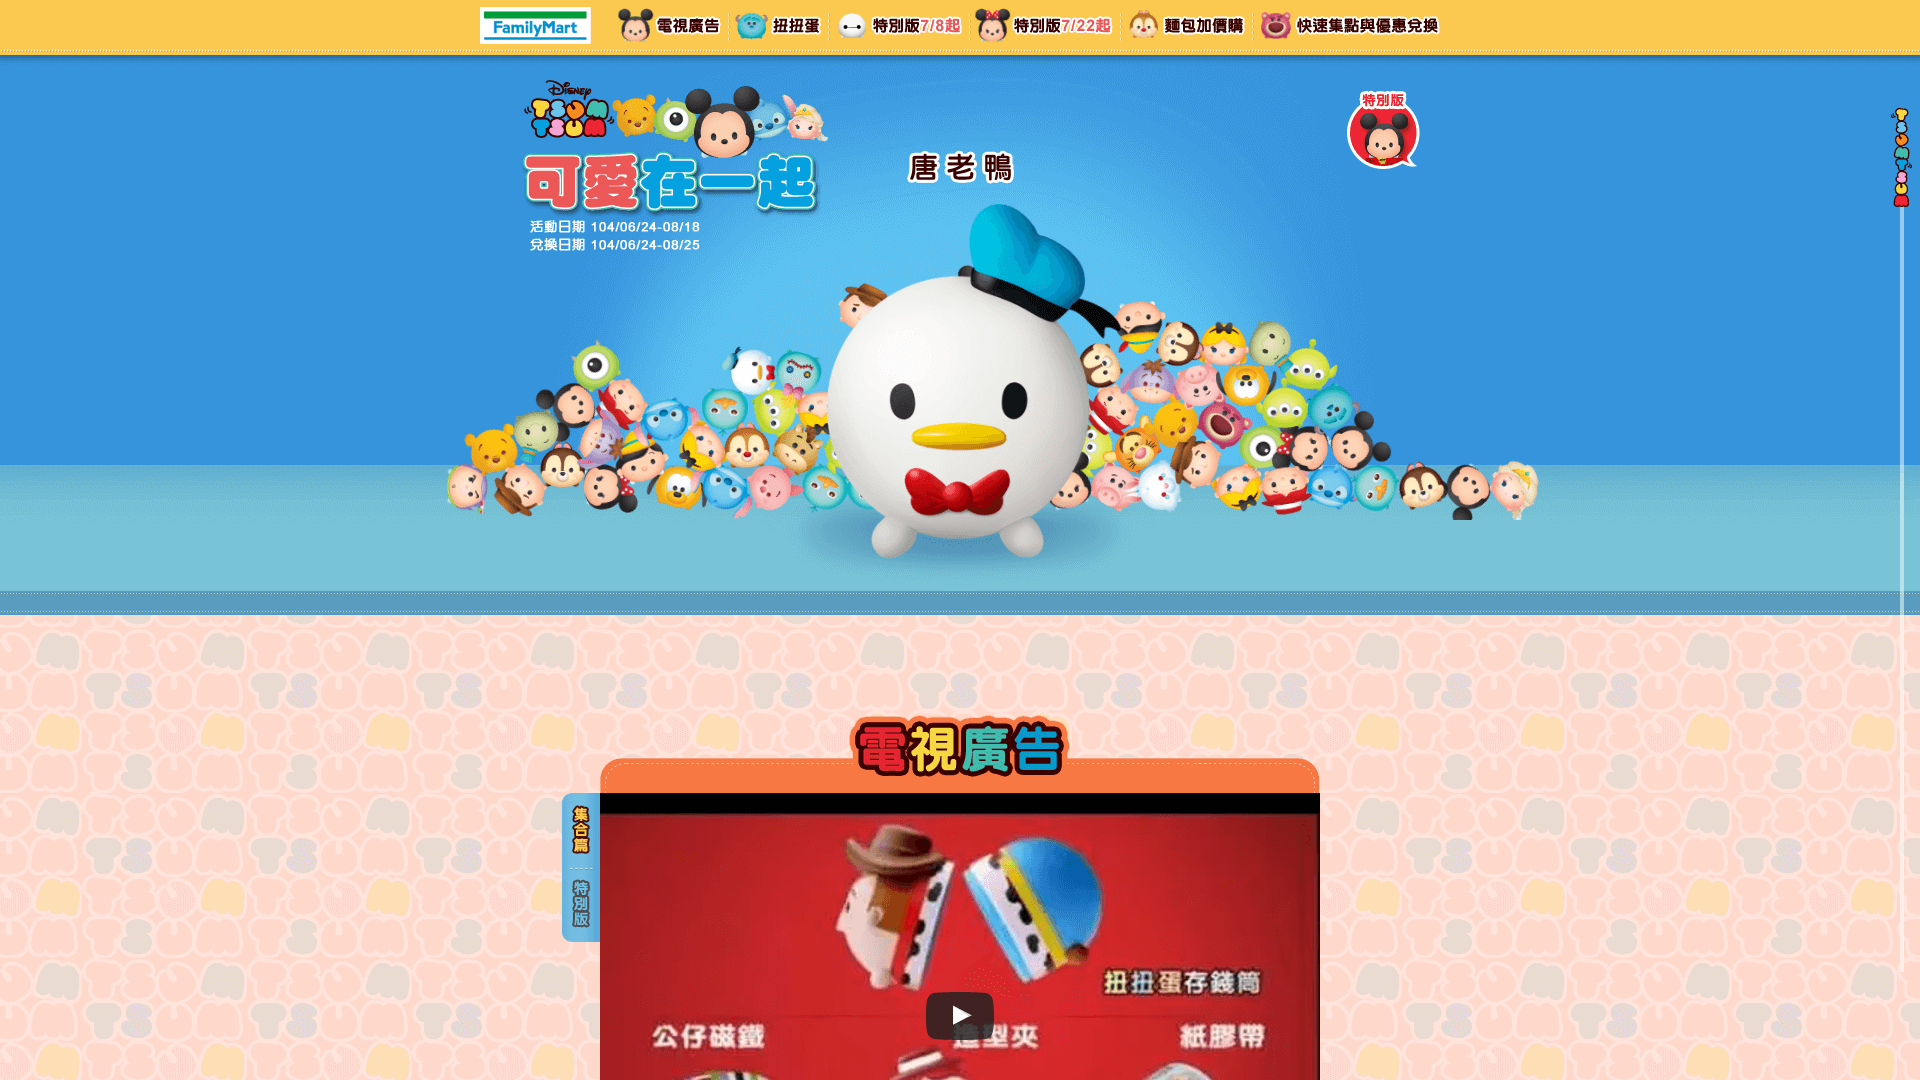 FamilyMart
電視廣告
扭扭蛋
特別版7/8起
特別版7/22起
麵包加價購
快速集點與優惠兌換
Disney
TSUM
TSUM
可愛在一起
活動日期 104/06/24-08/18
兌換日期 104/06/24-08/25
唐老鴨
特別版
TSUMTSUM
電視廣告
集合篇
特別版
扭扭蛋存錢筒
公仔磁鐵
造型夾
紙膠帶